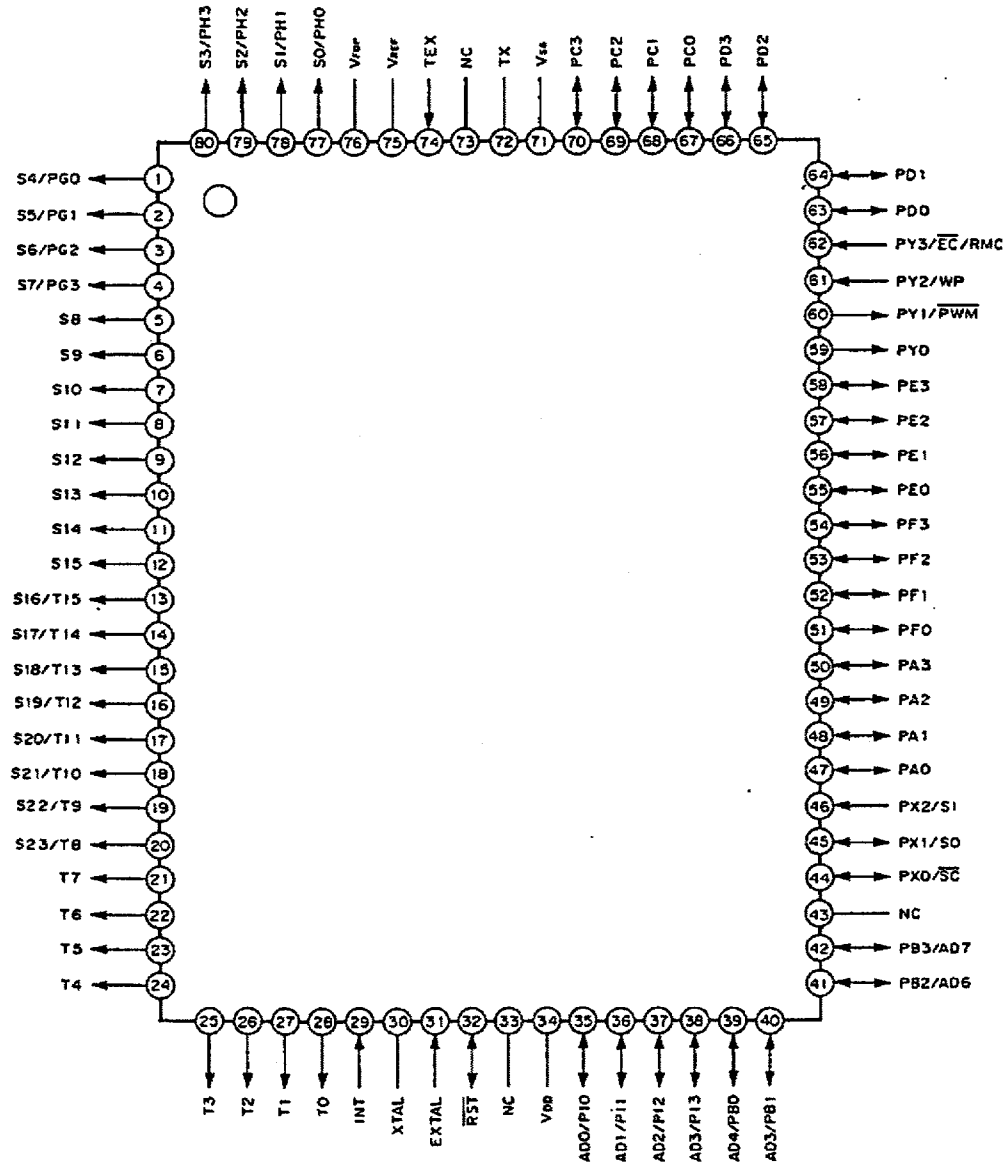 S3/PH3
S2/PH2
S1/PH1
S0/PH0
VFDP
VREF
TEX
NC
TX
VSS
PC3
PC2
PC1
PC0
PD3
PD2
80
79
78
77
76
75
74
73
72
71
70
69
68
67
66
65
S4/PG0 1
S5/PG1 2
S6/PG2 3
S7/PG3 4
S8 5
S9 6
S10 7
S11 8
S12 9
S13 10
S14 11
S15 12
S16/T15 13
S17/T14 14
S18/T13 15
S19/T12 16
S20/T11 17
S21/T10 18
S22/T9 19
S23/T8 20
T7 21
T6 22
T5 23
T4 24
64 PD1
63 PD0
62 PY3/EC/RMC
61 PY2/WP
60 PY1/PWM
59 PY0
58 PE3
57 PE2
56 PE1
55 PE0
54 PF3
53 PF2
52 PF1
51 PF0
50 PA3
49 PA2
48 PA1
47 PA0
46 PX2/SI
45 PX1/SO
44 PX0/SC
43 NC
42 PB3/AD7
41 PB2/AD6
25
26
27
28
29
30
31
32
33
34
35
36
37
38
39
40
T3
T2
T1
T0
INT
XTAL
EXTAL
RST
NC
VDD
AD0/PI0
AD1/PI1
AD2/PI2
AD3/PI3
AD4/PB0
AD3/PB1